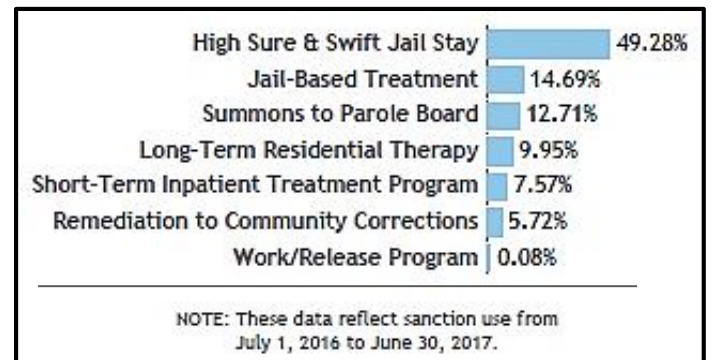 High Sure & Swift Jail Stay 49.28%
Jail-Based Treatment 14.69%
Summons to Parole Board 12.71%
Long-Term Residential Therapy 9.95%
Short-Term Inpatient Treatment Program 7.57%
Remediation to Community Corrections 5.72%
Work/Release Program 0.08%
NOTE: These data reflect sanction use from
July 1, 2016 to June 30, 2017.